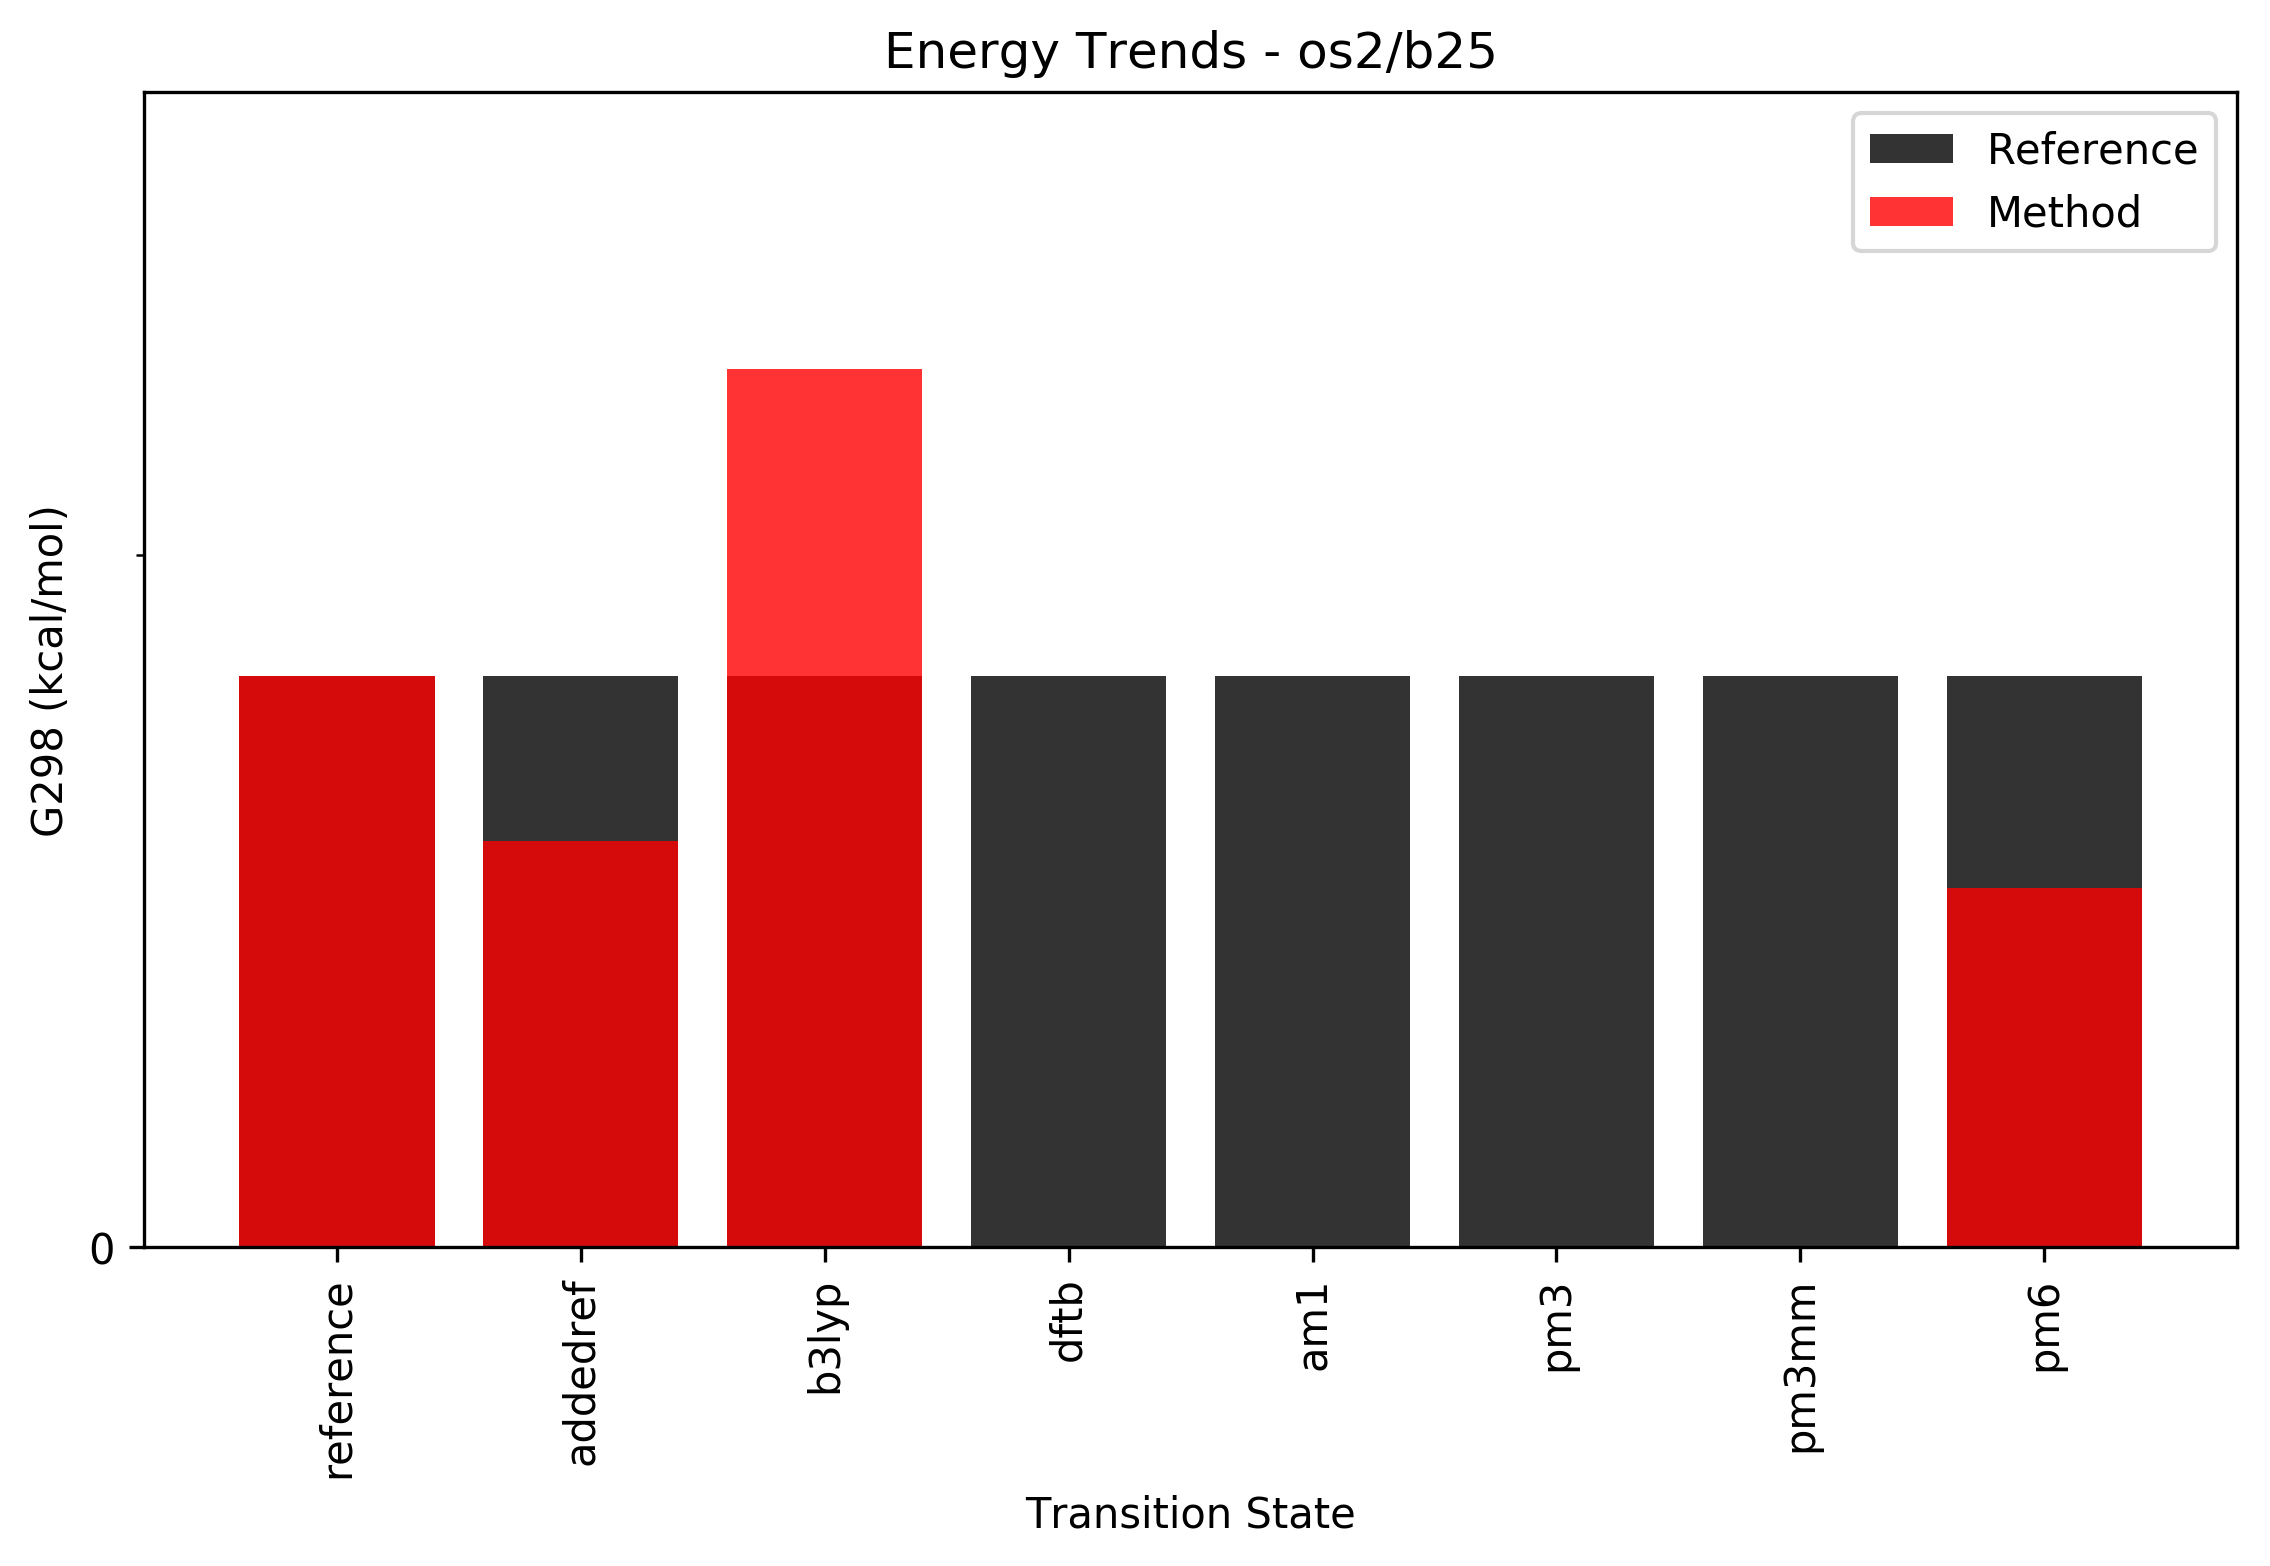 Energy Trends - os2/b25
Reference
Method
G298 (kcal/mol)
0
reference
addedref
b3lyp
dftb
am1
pm3
pm3mm
pm6
Transition State